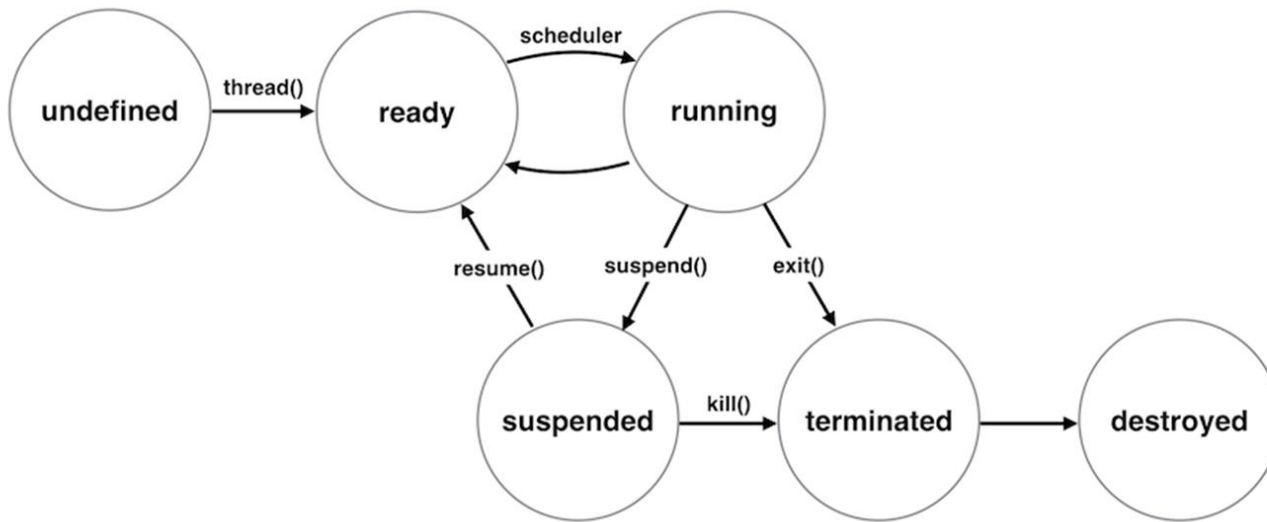 scheduler
thread()
undefined
ready
running
resume()
suspend()
exit()
kill()
suspended
terminated
destroyed